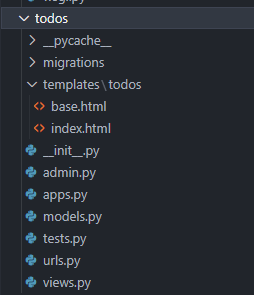 todos
__pycache__
migrations
templates\todos
base.html
index.html
__init__.py
admin.py
apps.py
models.py
tests.py
urls.py
views.py